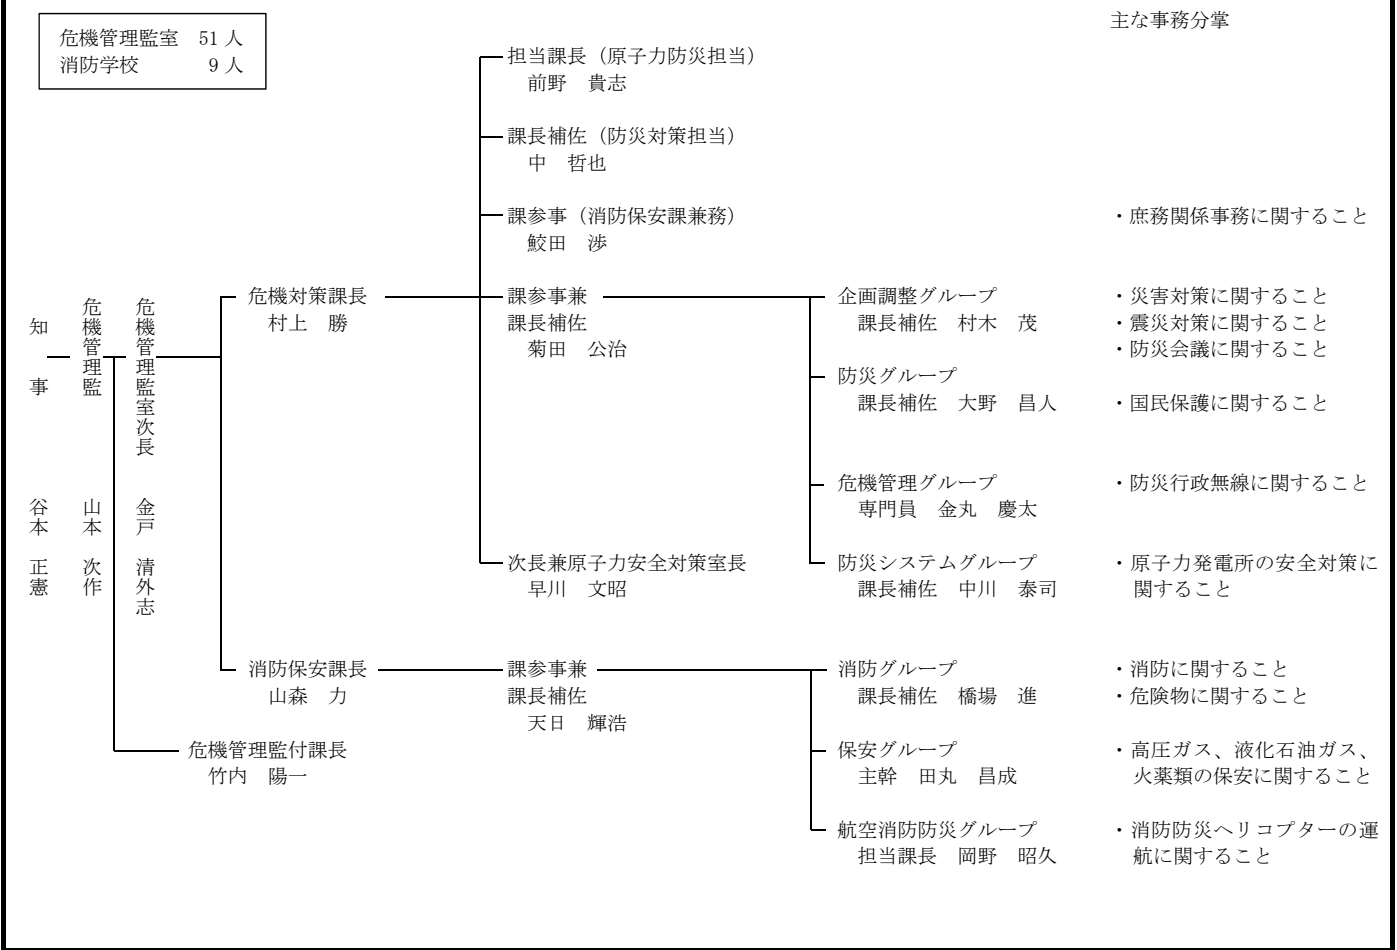 主な事務分掌
危機管理監室　51人
消防学校　9人
知　事　谷本　正憲
危機管理監　山本　次作
危機管理監室次長　金戸　清外志
危機対策課長
村上　勝
担当課長（原子力防災担当）
前野　貴志
課長補佐（防災対策担当）
中　哲也
課参事（消防保安課兼務）
鮫田　渉
・庶務関係事務に関すること
課参事兼
課長補佐
菊田　公治
企画調整グループ
課長補佐　村木　茂
・災害対策に関すること
・震災対策に関すること
・防災会議に関すること
防災グループ
課長補佐　大野　昌人
・国民保護に関すること
危機管理グループ
専門員　金丸　慶太
・防災行政無線に関すること
次長兼原子力安全対策室長
早川　文昭
防災システムグループ
課長補佐　中川　泰司
・原子力発電所の安全対策に
関すること
消防保安課長
山森　力
課参事兼
課長補佐
天日　輝浩
消防グループ
課長補佐　橋場　進
・消防に関すること
・危険物に関すること
危機管理監付課長
竹内　陽一
保安グループ
主幹　田丸　昌成
・高圧ガス、液化石油ガス、
火薬類の保安に関すること
航空消防防災グループ
担当課長　岡野　昭久
・消防防災ヘリコプターの運
航に関すること